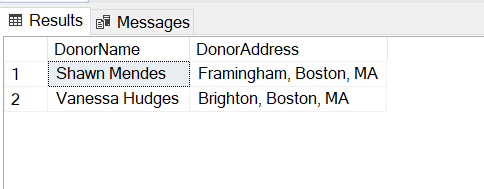 Results Messages
DonorName DonorAddress
1 Shawn Mendes Framingham, Boston, MA
2 Vanessa Hudges Brighton, Boston, MA